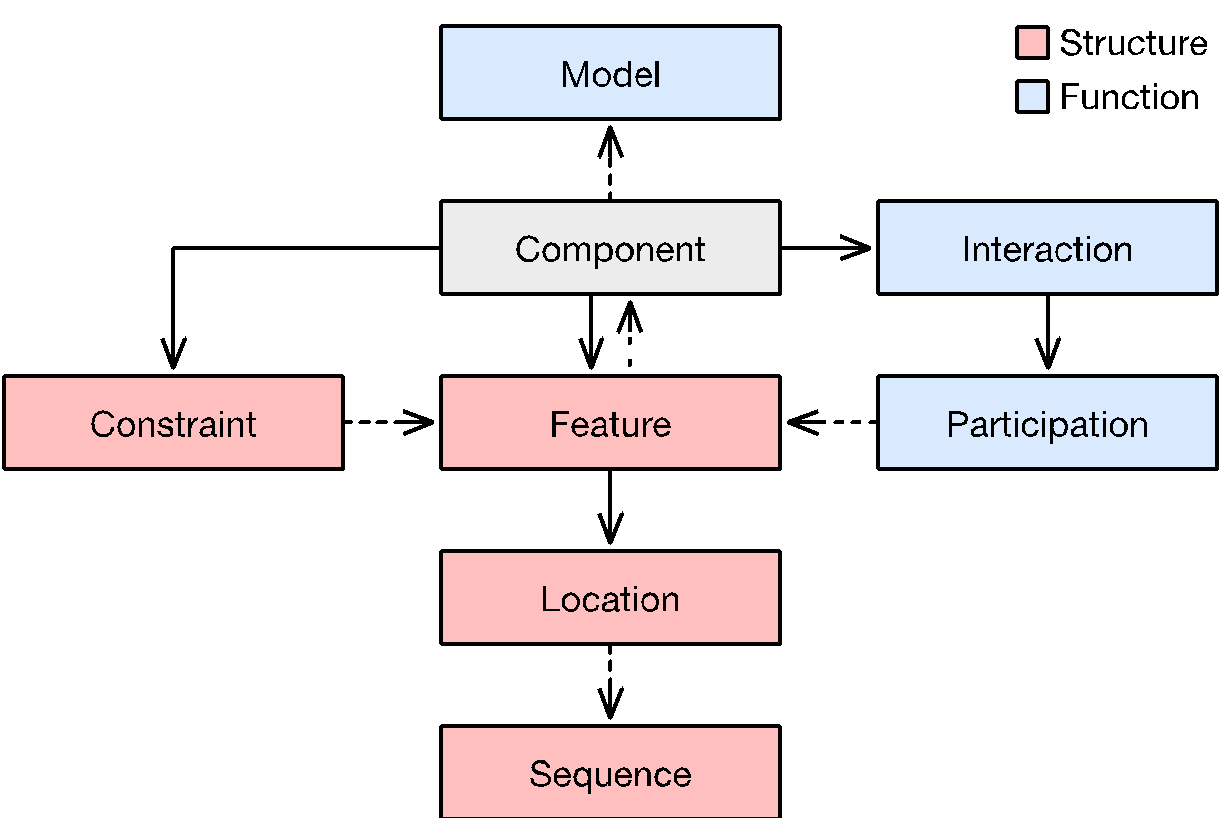 Model
Structure
Function
Component
Interaction
Constraint
Feature
Participation
Location
Sequence